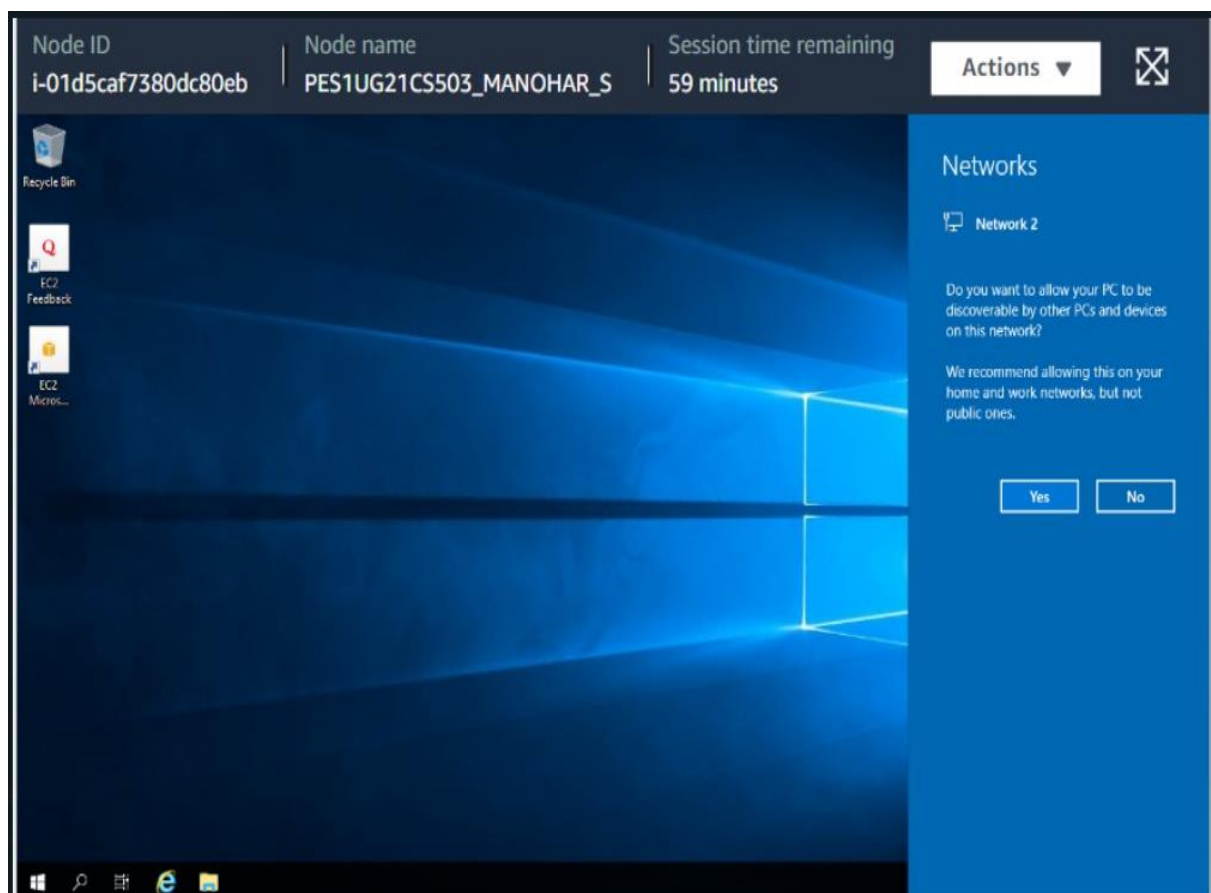 Node ID
i-01d5caf7380dc80eb
Node name
PES1UG21CS503_MANOHAR_S
Session time remaining
59 minutes
Actions
Recycle Bin
EC2
Feedback
EC2
Micros...
Networks
Network 2
Do you want to allow your PC to be
discoverable by other PCs and devices
on this network?
We recommend allowing this on your
home and work networks, but not
public ones.
Yes
No